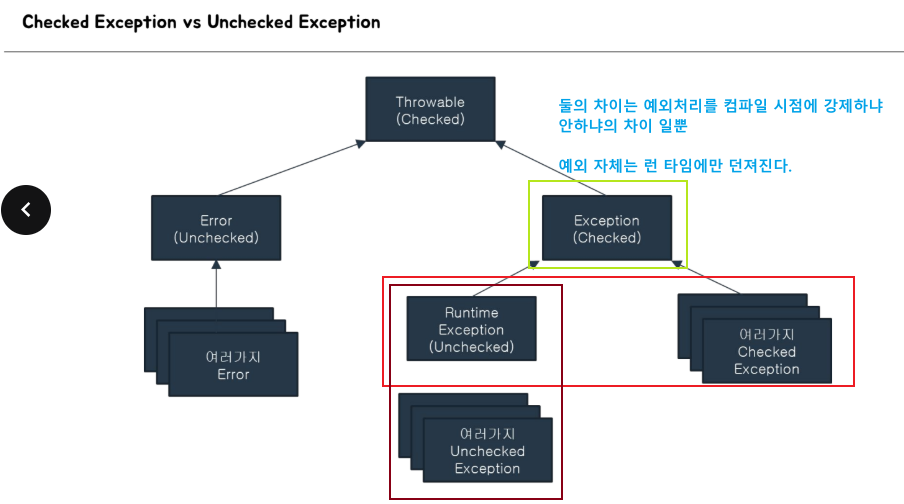 Checked Exception vs Unchecked Exception
Throwable
(Checked)
둘의 차이는 예외처리를 컴파일 시점에 강제하냐
안하냐의 차이 일뿐
예외 자체는 런 타임에만 던져진다.
Error
(Unchecked)
Exception
(Checked)
여러가지
Error
Runtime
Exception
(Unchecked)
여러가지
Checked
Exception
여러가지
Unchecked
Exception